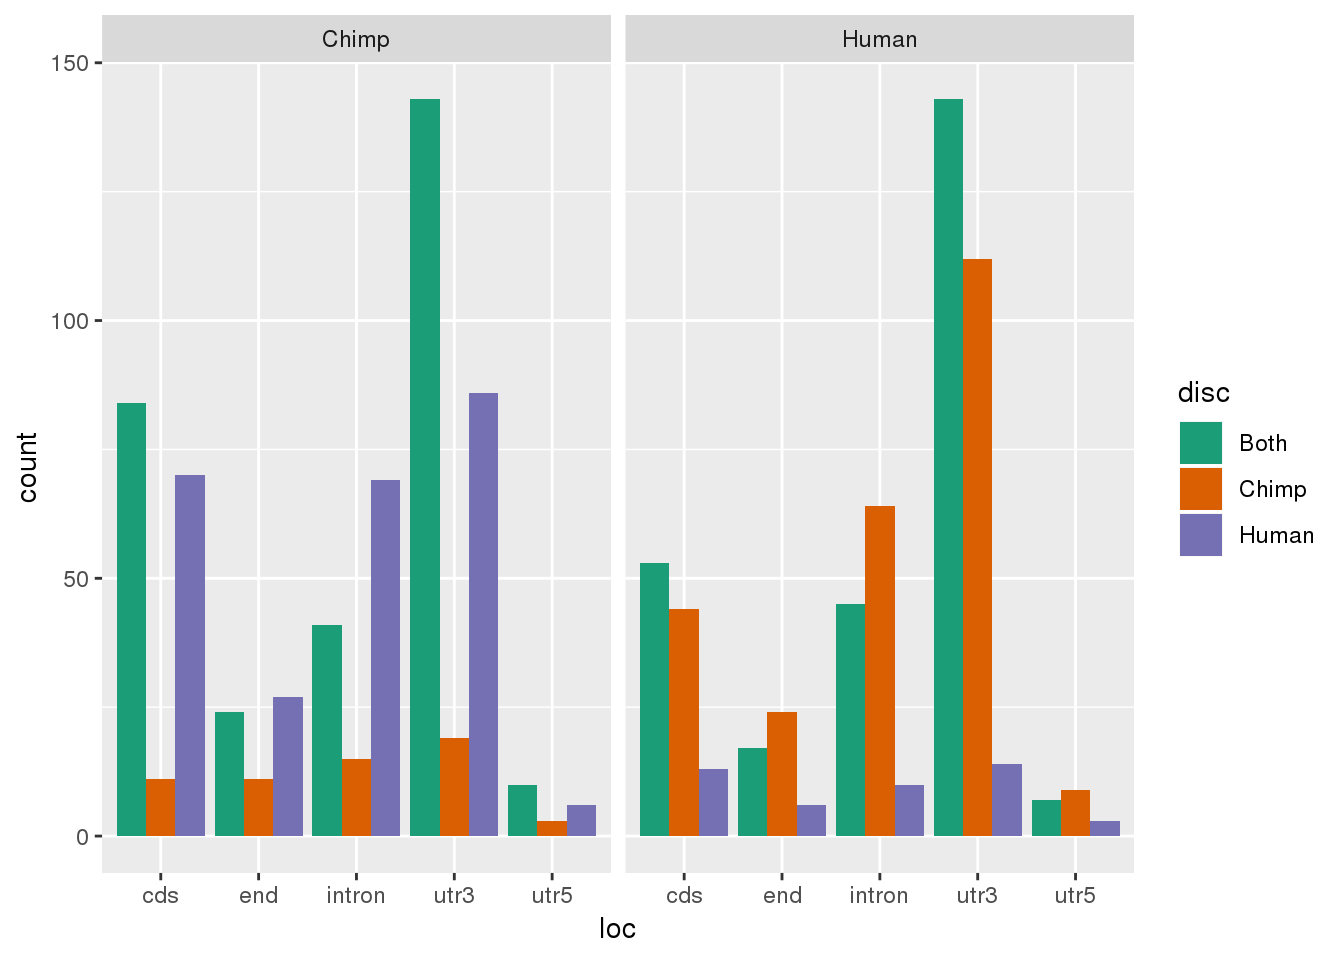 Chimp
Human
150
100
50
0
count
cds end intron utr3 utr5
cds end intron utr3 utr5
loc
disc
Both
Chimp
Human